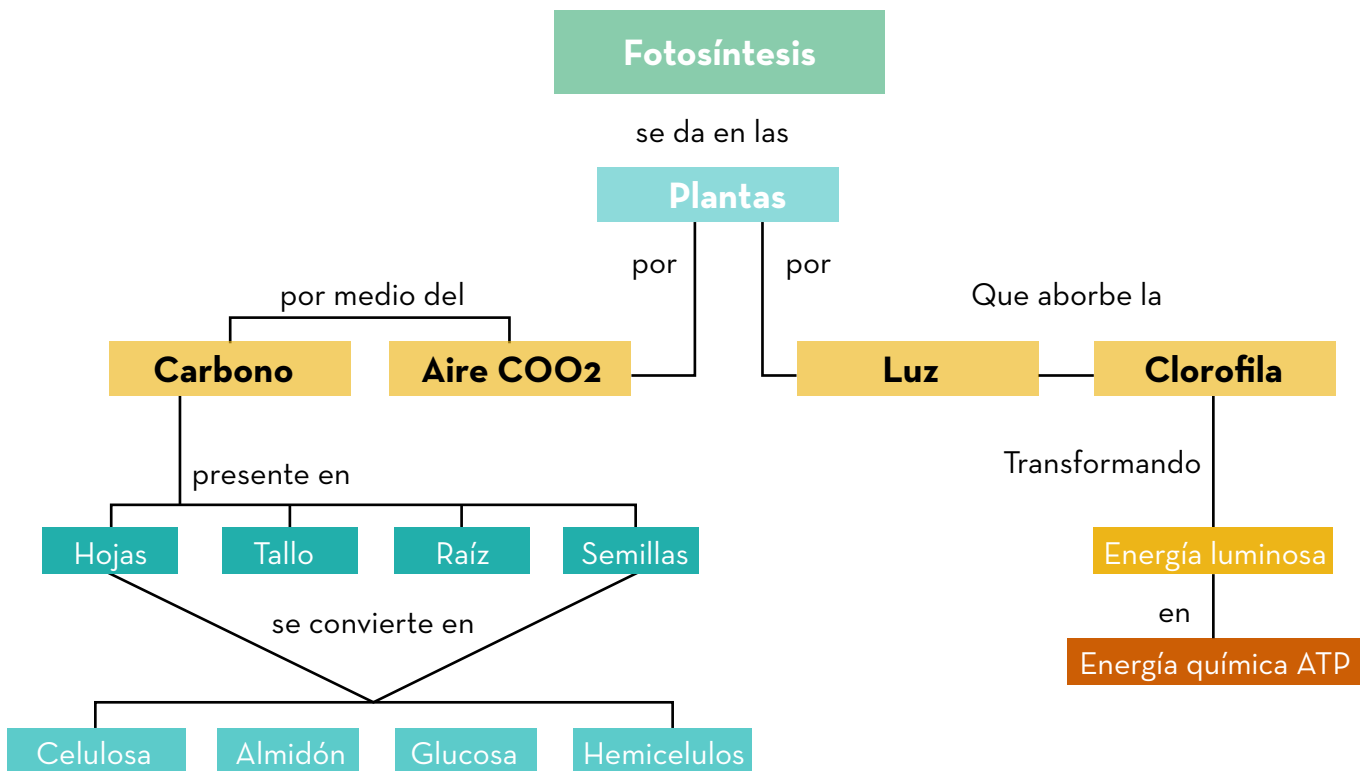 Fotosíntesis
se da en las
Plantas
por
por
por medio del
Que aborbe la
Carbono
Aire COO2
Luz
Clorofila
presente en
Transformando
Hojas
Tallo
Raíz
Semillas
Energía luminosa
se convierte en
en
Energía química ATP
Celulosa
Almidón
Glucosa
Hemicelulos